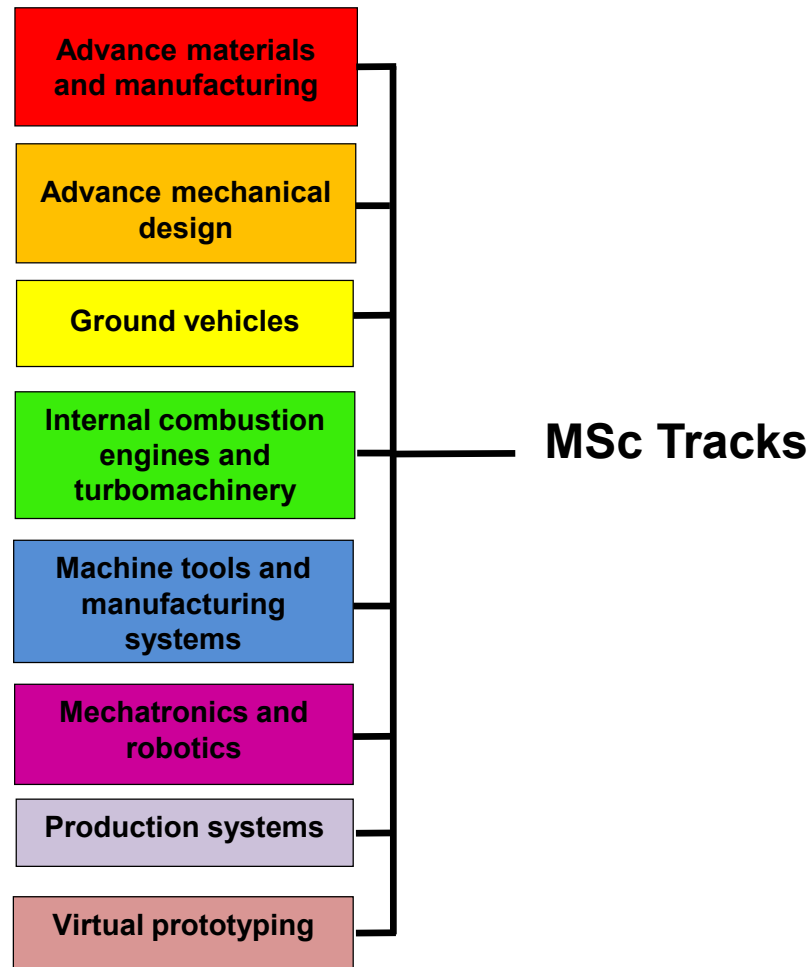 Advance materials
and manufacturing
Advance mechanical
design
Ground vehicles
Internal combustion
engines and
turbomachinery
MSc Tracks
Machine tools and
manufacturing
systems
Mechatronics and
robotics
Production systems
Virtual prototyping